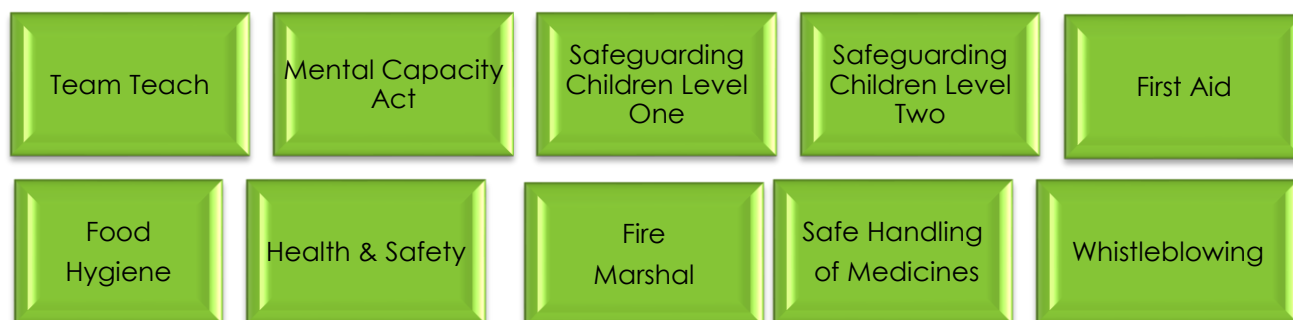 Team Teach
Mental Capacity
Act
Safeguarding
Children Level
One
Safeguarding
Children Level
Two
First Aid
Food
Hygiene
Health & Safety
Fire
Marshal
Safe Handling
of Medicines
Whistleblowing